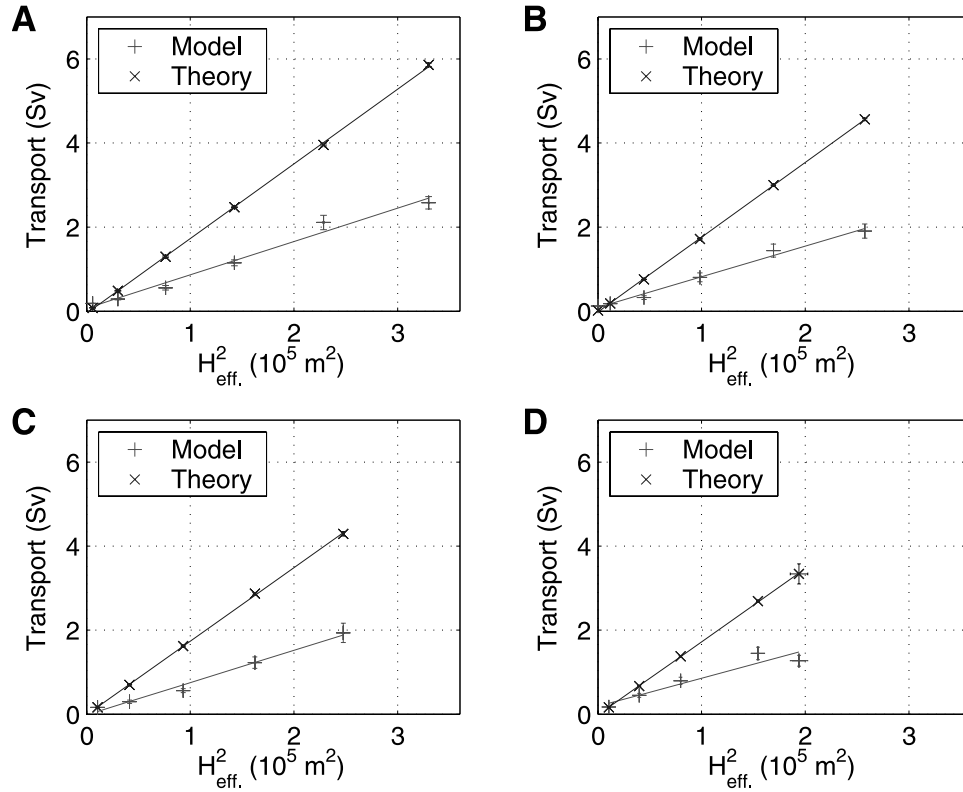 A
Model
Theory
Transport (Sv)
6
4
2
0
0 1 2 3
H²eff. (10⁵ m²)
B
Model
Theory
Transport (Sv)
6
4
2
0
0 1 2 3
H²eff. (10⁵ m²)
C
Model
Theory
Transport (Sv)
6
4
2
0
0 1 2 3
H²eff. (10⁵ m²)
D
Model
Theory
Transport (Sv)
6
4
2
0
0 1 2 3
H²eff. (10⁵ m²)